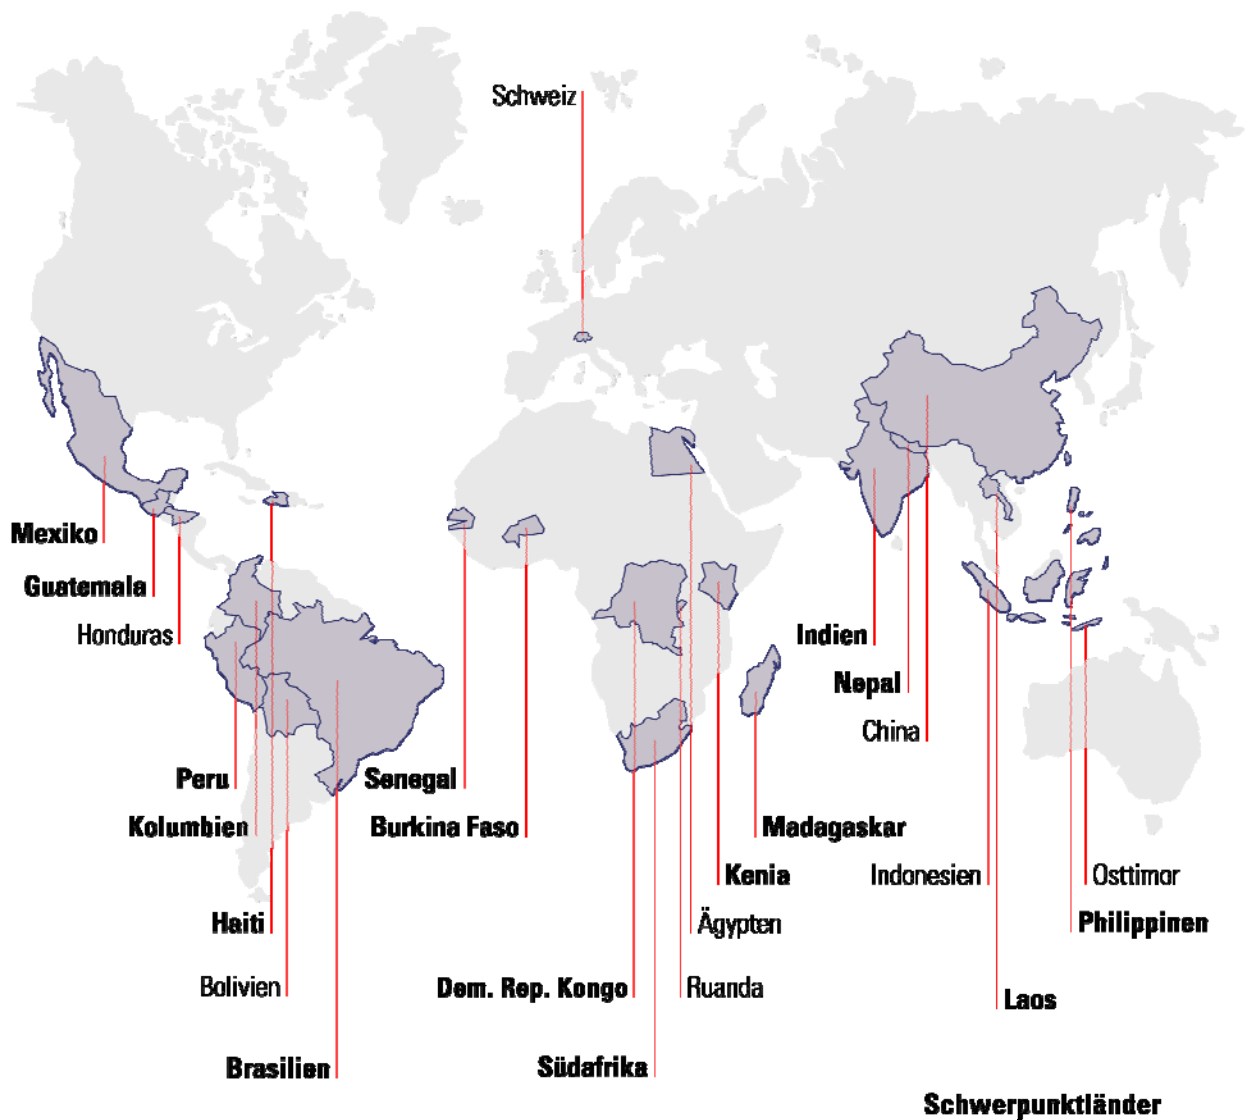 Schweiz
Mexiko
Guatemala
Honduras
Indien
Nepal
China
Peru
Senegal
Kolumbien
Burkina Faso
Madagaskar
Kenia
Indonesien
Osttimor
Haiti
Ägypten
Philippinen
Bolivien
Dem. Rep. Kongo
Ruanda
Laos
Brasilien
Südafrika
Schwerpunktländer